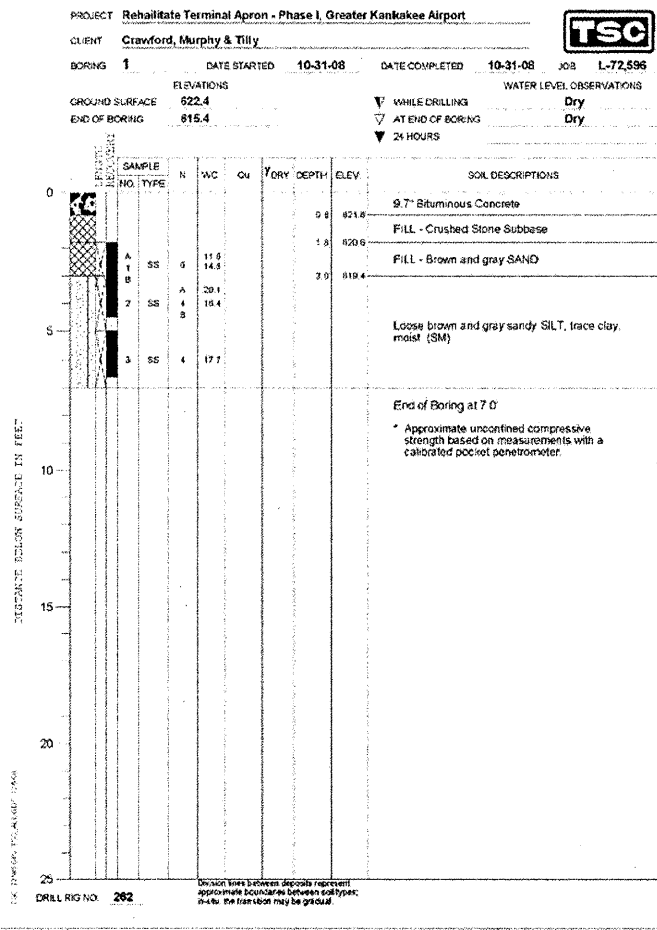 PROJECT Rehailitate Terminal Apron - Phase I, Greater Kankakee Airport
TSC
CLIENT Crawford, Murphy & Tilly
BORING 1 DATE STARTED 10-31-08 DATE COMPLETED 10-31-08 JOB L-72,596
ELEVATIONS WATER LEVEL OBSERVATIONS
GROUND SURFACE 622.4 WHILE DRILLING Dry
END OF BORING 615.4 AT END OF BORING Dry
24 HOURS
LENGTH
RECOVERY
SAMPLE
NO. TYPE N WC Qu γDRY DEPTH ELEV. SOIL DESCRIPTIONS
0
9.7" Bituminous Concrete
0.8 621.6
FILL - Crushed Stone Subbase
1.8 620.6
A
1 SS 14.5
B
FILL - Brown and gray SAND
3.0 619.4
A 20.1
2 SS 4 16.4
B
5
Loose brown and gray sandy SILT, trace clay,
moist (SM)
3 SS 4 17.7
End of Boring at 7.0'
* Approximate unconfined compressive
strength based on measurements with a
calibrated pocket penetrometer.
10
DISTANCE BELOW SURFACE IN FEET
15
20
25
Division lines between deposits represent
approximate boundaries between soil types;
in-situ, the transition may be gradual.
DRILL RIG NO. 262